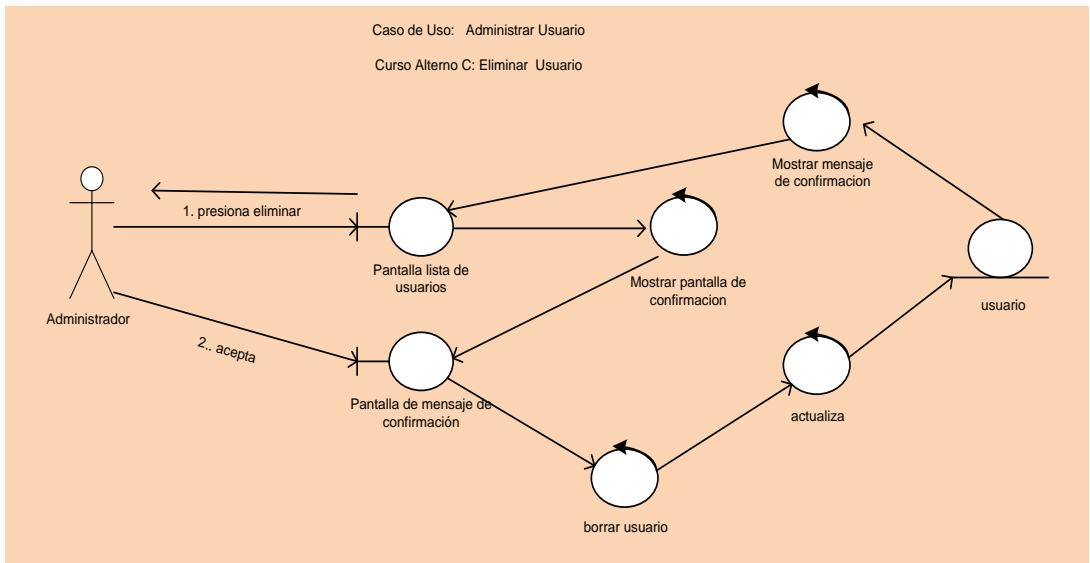 Caso de Uso:   Administrar Usuario
Curso Alterno C: Eliminar  Usuario
Mostrar mensaje
de confirmacion
1. presiona eliminar
Pantalla lista de
usuarios
Mostrar pantalla de
confirmacion
usuario
Administrador
2.. acepta
Pantalla de mensaje de
confirmación
actualiza
borrar usuario